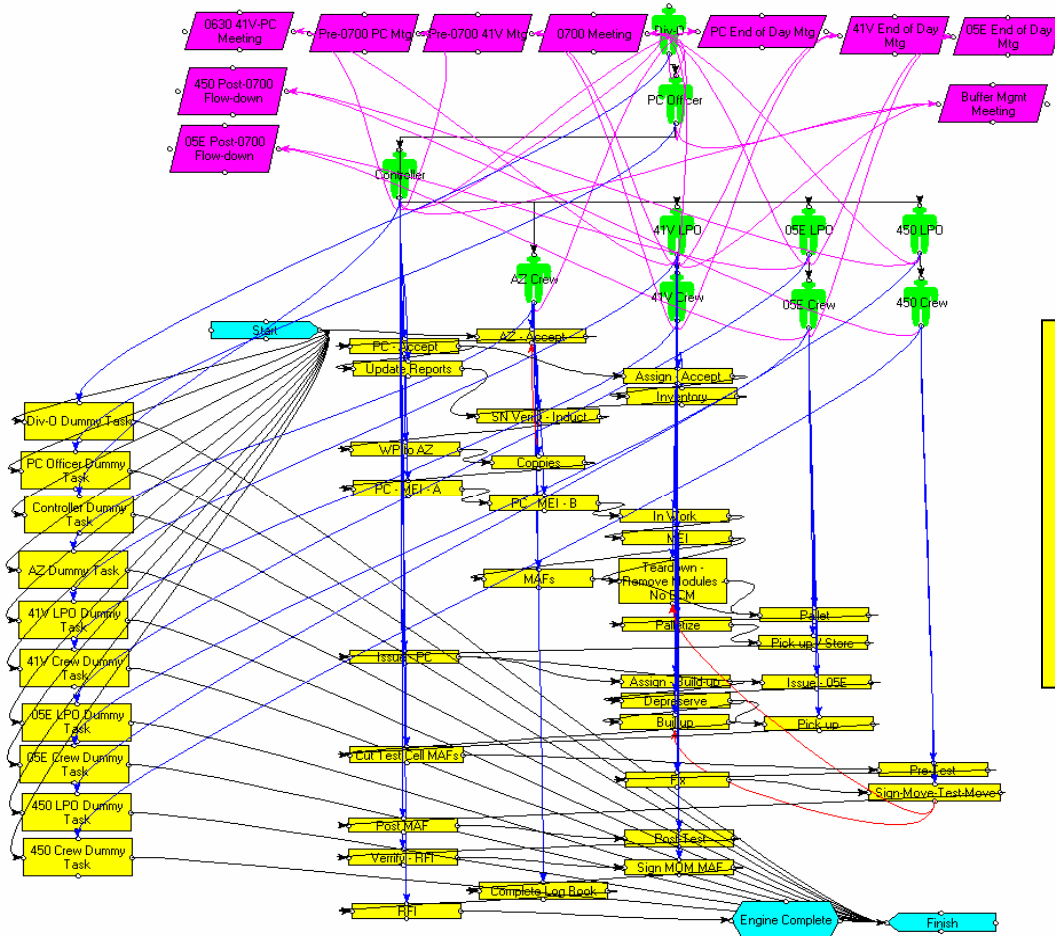 0630 41V-PC
Meeting
Pre-0700 PC Mtg
Pre-0700 41V Mtg
0700 Meeting
Div-O
PC End of Day
Mtg
41V End of Day
Mtg
05E End of Day
Mtg
450 Post-0700
Flow-down
PC Officer
Buffer Mgmt
Meeting
05E Post-0700
Flow-down
Controller
41V LPO
05E LPO
450 LPO
AZ Crew
41V Crew
05E Crew
450 Crew
Start
AZ - Accept
PC - Accept
Update Reports
Assign - Accept
Inventory
Div-O Dummy Task
SN Verify - Induct
WP to AZ
Coppies
PC Officer Dummy
Task
PC - MEI - A
PC MEI - B
Controller Dummy
Task
In Work
MEI
AZ Dummy Task
MAFs
Teardown -
Remove Modules -
No ECM
41V LPO Dummy
Task
Pallet
Palletize
Pick up / Store
41V Crew Dummy
Task
Issue - PC
Assign - Build-up
Issue - 05E
Depreserve
05E LPO Dummy
Task
Buildup
Pick up
05E Crew Dummy
Task
Cut Test Cell MAFs
Pre-Test
Fix
Sign-Move-Test-Move
450 LPO Dummy
Task
Post MAF
Post Test
450 Crew Dummy
Task
Verrify - RFI
Sign MOM MAF
Complete Log Book
RFI
Engine Complete
Finish